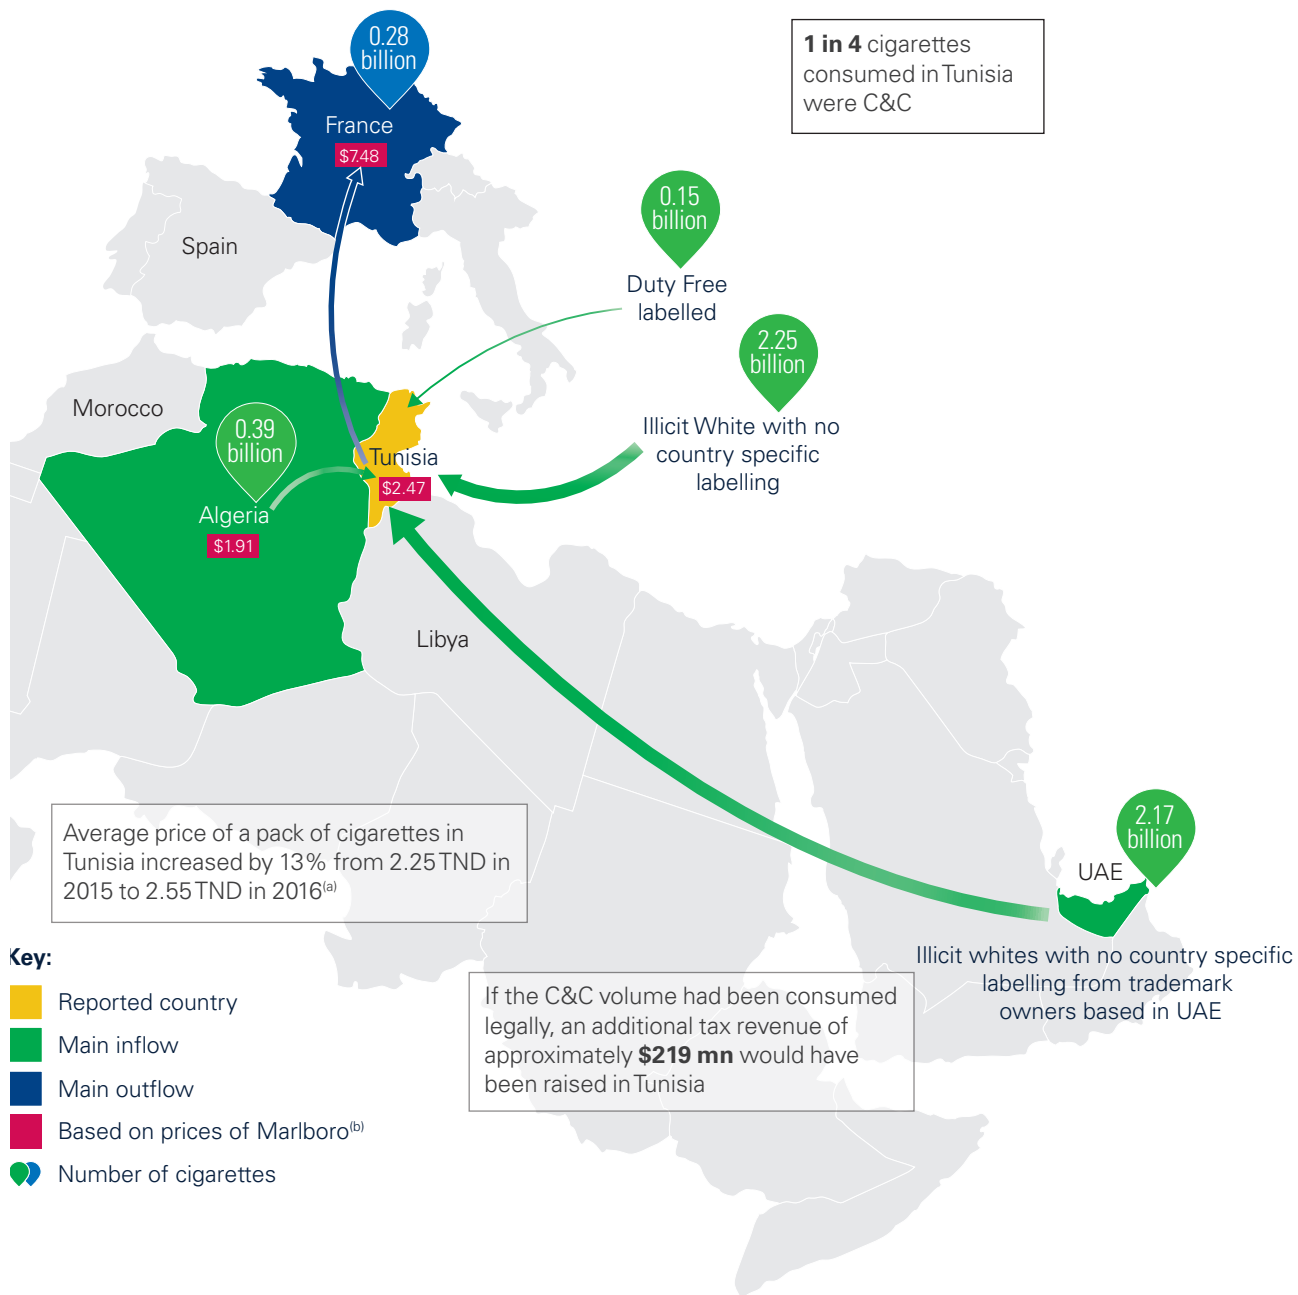 0.28
billion
1 in 4 cigarettes
consumed in Tunisia
were C&C
France
$7.48
0.15
billion
Spain
Duty Free
labelled
2.25
billion
Morocco
0.39
billion
Illicit White with no
country specific
labelling
Tunisia
$2.47
Algeria
$1.91
Libya
2.17
billion
UAE
Average price of a pack of cigarettes in
Tunisia increased by 13% from 2.25 TND in
2015 to 2.55 TND in 2016(a)
Illicit whites with no country specific
labelling from trademark
owners based in UAE
If the C&C volume had been consumed
legally, an additional tax revenue of
approximately $219 mn would have
been raised in Tunisia
Key:
Reported country
Main inflow
Main outflow
Based on prices of Marlboro(b)
Number of cigarettes